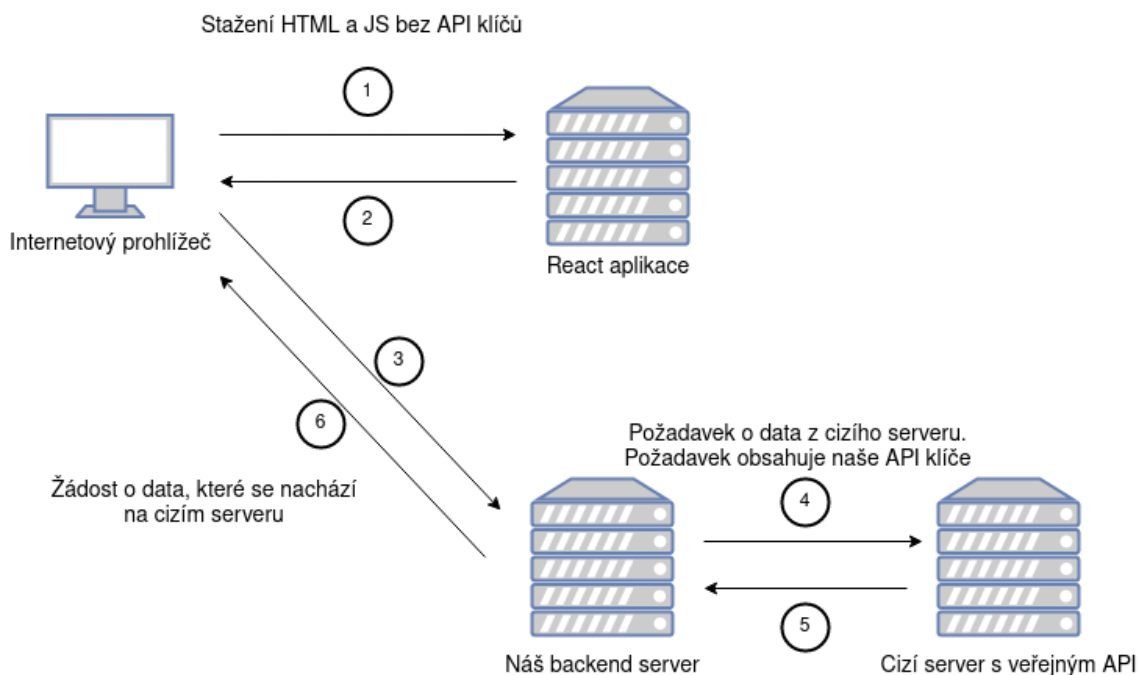 Stažení HTML a JS bez API klíčů
1
2
Internetový prohlížeč
React aplikace
3
6
Požadavek o data z cizího serveru.
Požadavek obsahuje naše API klíče
Žádost o data, které se nachází
na cizím serveru
4
5
Náš backend server
Cizí server s veřejným API